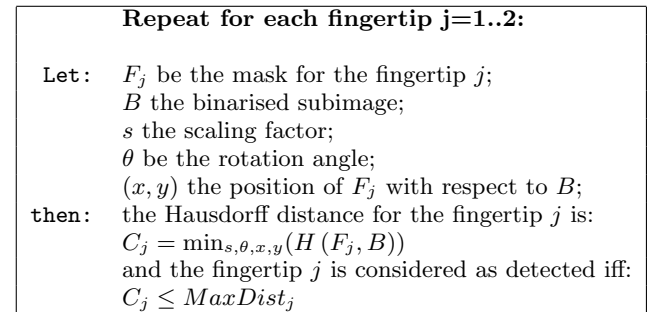 Repeat for each fingertip j=1..2:
Let: F_j be the mask for the fingertip j;
B the binarised subimage;
s the scaling factor;
θ be the rotation angle;
(x, y) the position of F_j with respect to B;
then: the Hausdorff distance for the fingertip j is:
C_j = min_{s,θ,x,y}(H (F_j, B))
and the fingertip j is considered as detected iff:
C_j ≤ MaxDist_j